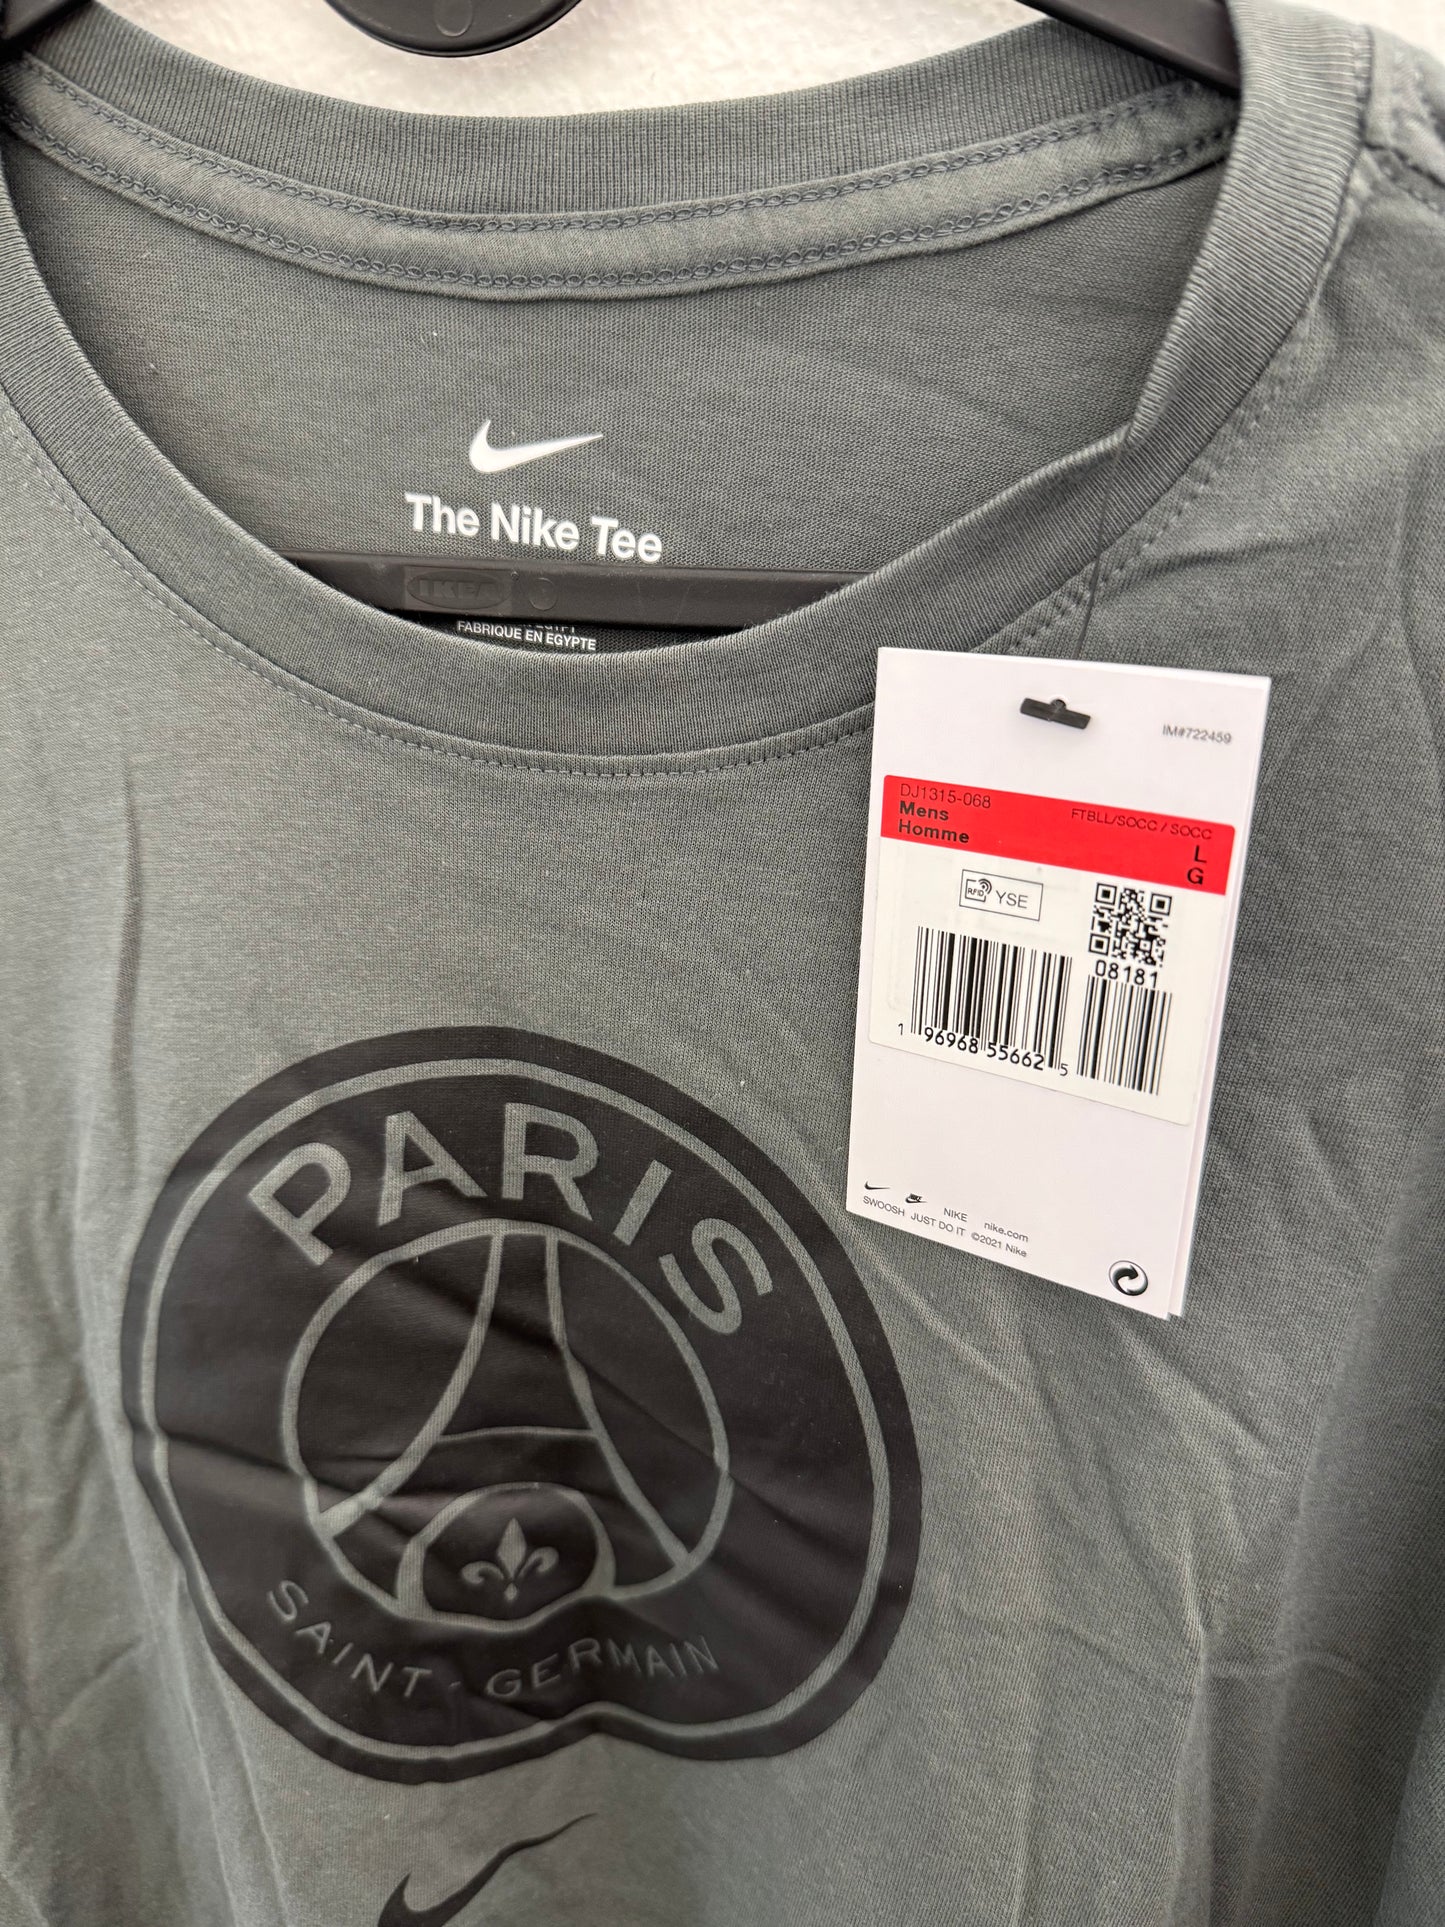 The Nike Tee
IKEA
FABRIQUE EN EGYPTE
IM#722459
DJ1315-068
Mens
Homme
FTBLL/SOCC / SOCC
L
G
RFID YSE
08181
1 96968 55662 5
NIKE nike.com
SWOOSH JUST DO IT ©2021 Nike
PARIS
SAINT-GERMAIN